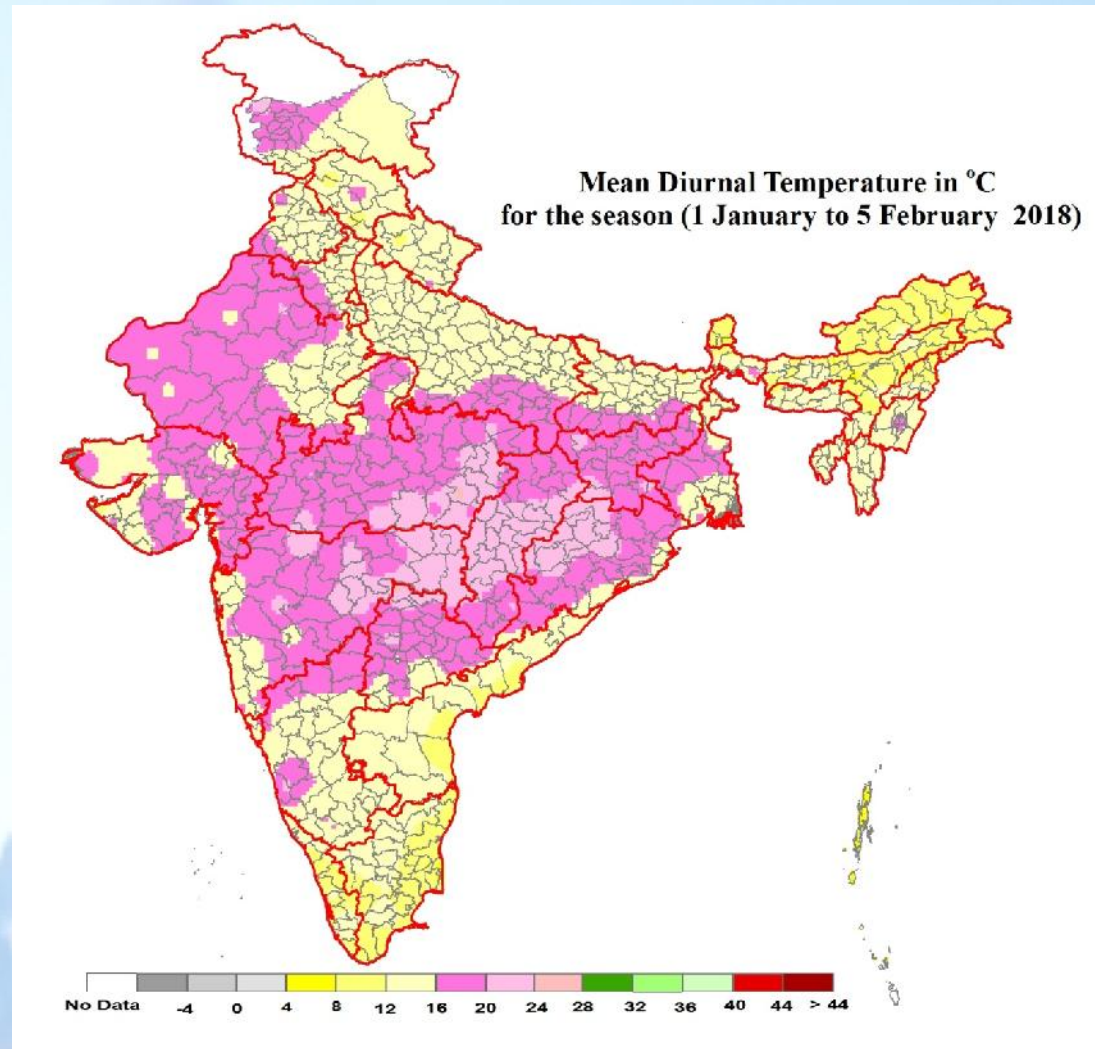 Mean Diurnal Temperature in °C
for the season (1 January to 5 February 2018)
No Data -4 0 4 8 12 16 20 24 28 32 36 40 44 > 44